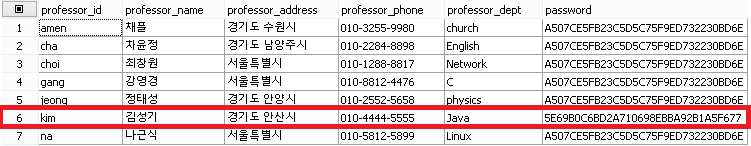 professor_id professor_name professor_address professor_phone professor_dept password
1 amen 채플 경기도 수원시 010-3255-9980 church A507CE5FB23C5D5C75F9ED732230BD6E
2 cha 차윤정 경기도 남양주시 010-2284-8898 English A507CE5FB23C5D5C75F9ED732230BD6E
3 choi 최창원 서울특별시 010-1288-8817 Network A507CE5FB23C5D5C75F9ED732230BD6E
4 gang 강영경 서울특별시 010-8812-4476 C A507CE5FB23C5D5C75F9ED732230BD6E
5 jeong 정태성 경기도 안양시 010-2552-5658 physics A507CE5FB23C5D5C75F9ED732230BD6E
6 kim 김성기 경기도 안산시 010-4444-5555 Java 5E69B0C6BD2A710698EBBA92B1A5F677
7 na 나근식 서울특별시 010-5812-5899 Linux A507CE5FB23C5D5C75F9ED732230BD6E